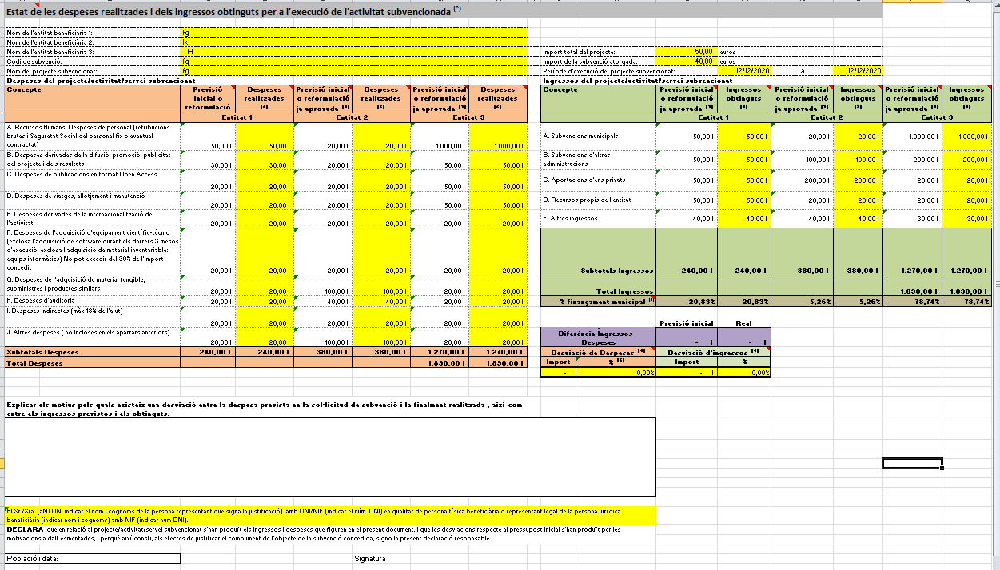 Estat de les despeses realitzades i dels ingressos obtinguts per a l'execució de l'activitat subvencionada (*)
Nom de l'entitat beneficiària 1: fg
Nom de l'entitat beneficiària 2: lk
Nom de l'entitat beneficiària 3: TH
Codi de subvenció: fg
Nom del projecte subvencionat: fg
Import total del projecte: 50,00 l euros
Import de la subvenció atorgada: 40,00 l euros
Període d'execució del projecte subvencionat: 12/12/2020 a 12/12/2020
Despeses del projecte/activitat/servei subvencionat
Concepte
Previsió inicial o reformulació
Despeses realitzades [2]
Previsió inicial o reformulació ja aprovada [1]
Despeses realitzades [2]
Previsió inicial o reformulació ja aprovada [1]
Despeses realitzades [2]
Entitat 1 Entitat 2 Entitat 3
A. Recursos Humans. Despeses de personal (retribucions
brutes i Seguretat Social del personal fix o eventual
contractat) 50,00 l 50,00 l 20,00 l 20,00 l 1.000,00 l 1.000,00 l
B. Despeses derivades de la difusió, promoció, publicitat
del projecte i dels resultats 30,00 l 30,00 l 20,00 l 20,00 l 50,00 l 50,00 l
C. Despeses de publicacions en format Open Access
20,00 l 20,00 l 20,00 l 20,00 l 50,00 l 50,00 l
D. Despeses de viatges, allotjament i manutenció
20,00 l 20,00 l 20,00 l 20,00 l 50,00 l 50,00 l
E. Despeses derivades de la internacionalització de
l'activitat 20,00 l 20,00 l 20,00 l 20,00 l 20,00 l 20,00 l
F. Despeses de l'adquisició d'equipament científic-tècnic
(exclosa l'adquisició de software durant els darrers 3 mesos
d'execució, exclosa l'adquisició de material inventariable:
equips informàtics) No pot excedir del 30% de l'import
concedit 20,00 l 20,00 l 20,00 l 20,00 l 20,00 l 20,00 l
G. Despeses de l'adquisició de material fungible,
subministres i productes similars 20,00 l 20,00 l 100,00 l 100,00 l 20,00 l 20,00 l
H. Despeses d'auditoria 20,00 l 20,00 l 40,00 l 40,00 l 20,00 l 20,00 l
I. Despeses indirectes (màx 18% de l'ajut)
20,00 l 20,00 l 20,00 l 20,00 l 20,00 l 20,00 l
J. Altres despeses ( no incloses en els apartats anteriors)
20,00 l 20,00 l 100,00 l 100,00 l 20,00 l 20,00 l
Subtotals Despeses 240,00 l 240,00 l 380,00 l 380,00 l 1.270,00 l 1.270,00 l
Total Despeses 1.890,00 l 1.890,00 l
Ingressos del projecte/activitat/servei subvencionat
Concepte
Previsió inicial o reformulació ja aprovada [1]
Ingressos obtinguts [3]
Previsió inicial o reformulació ja aprovada [1]
Ingressos obtinguts [3]
Previsió inicial o reformulació ja aprovada [1]
Ingressos obtinguts [3]
Entitat 1 Entitat 2 Entitat 3
A. Subvencions municipals 50,00 l 50,00 l 20,00 l 20,00 l 1.000,00 l 1.000,00 l
B. Subvencions d'altres
administracions 50,00 l 50,00 l 100,00 l 100,00 l 200,00 l 200,00 l
C. Aportacions d'ens privats 50,00 l 50,00 l 200,00 l 200,00 l 20,00 l 20,00 l
D. Recursos propis de l'entitat 50,00 l 50,00 l 20,00 l 20,00 l 20,00 l 20,00 l
E. Altres ingressos 40,00 l 40,00 l 40,00 l 40,00 l 30,00 l 30,00 l
Subtotals Ingressos 240,00 l 240,00 l 380,00 l 380,00 l 1.270,00 l 1.270,00 l
Total Ingressos 1.890,00 l 1.890,00 l
% finançament municipal [5] 20,83% 20,83% 5,26% 5,26% 78,74% 78,74%
Previsió inicial Real
Diferència Ingressos -
Despeses - l - l
Desviació de Despeses [4] Desviació d'ingressos [4]
Import % [5] Import %
- l 0,00% - l 0,00%
Explicar els motius pels quals existeix una desviació entre la despesa prevista en la sol·licitud de subvenció i la finalment realitzada , així com
entre els ingressos previstos i els obtinguts.
El Sr./Sra. (aNTONI indicar el nom i cognoms de la persona representant que signa la justificació) amb DNI/NIE (indicar el núm. DNI) en qualitat de persona física beneficiària o representant legal de la persona jurídica
beneficiària (indicar nom i cognoms) amb NIF (indicar núm DNI).
DECLARA que en relació al projecte/activitat/servei subvencionat s'han produït els ingressos i despeses que figuren en el present document, i que les desviacions respecte al pressupost inicial s'han produït per les
motivacions a dalt esmentades, i perquè així consti, als efectes de justificar el compliment de l'objecte de la subvenció concedida, signo la present declaració responsable.
Població i data: Signatura